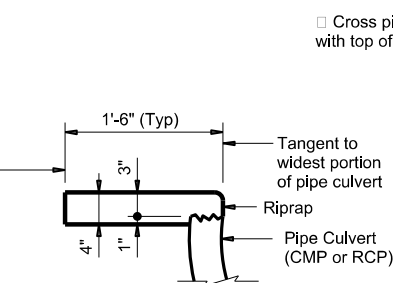 □ Cross pi
with top of
1'-6" (Typ)
Tangent to
widest portion
of pipe culvert
3"
Riprap
4"
1"
Pipe Culvert
(CMP or RCP)